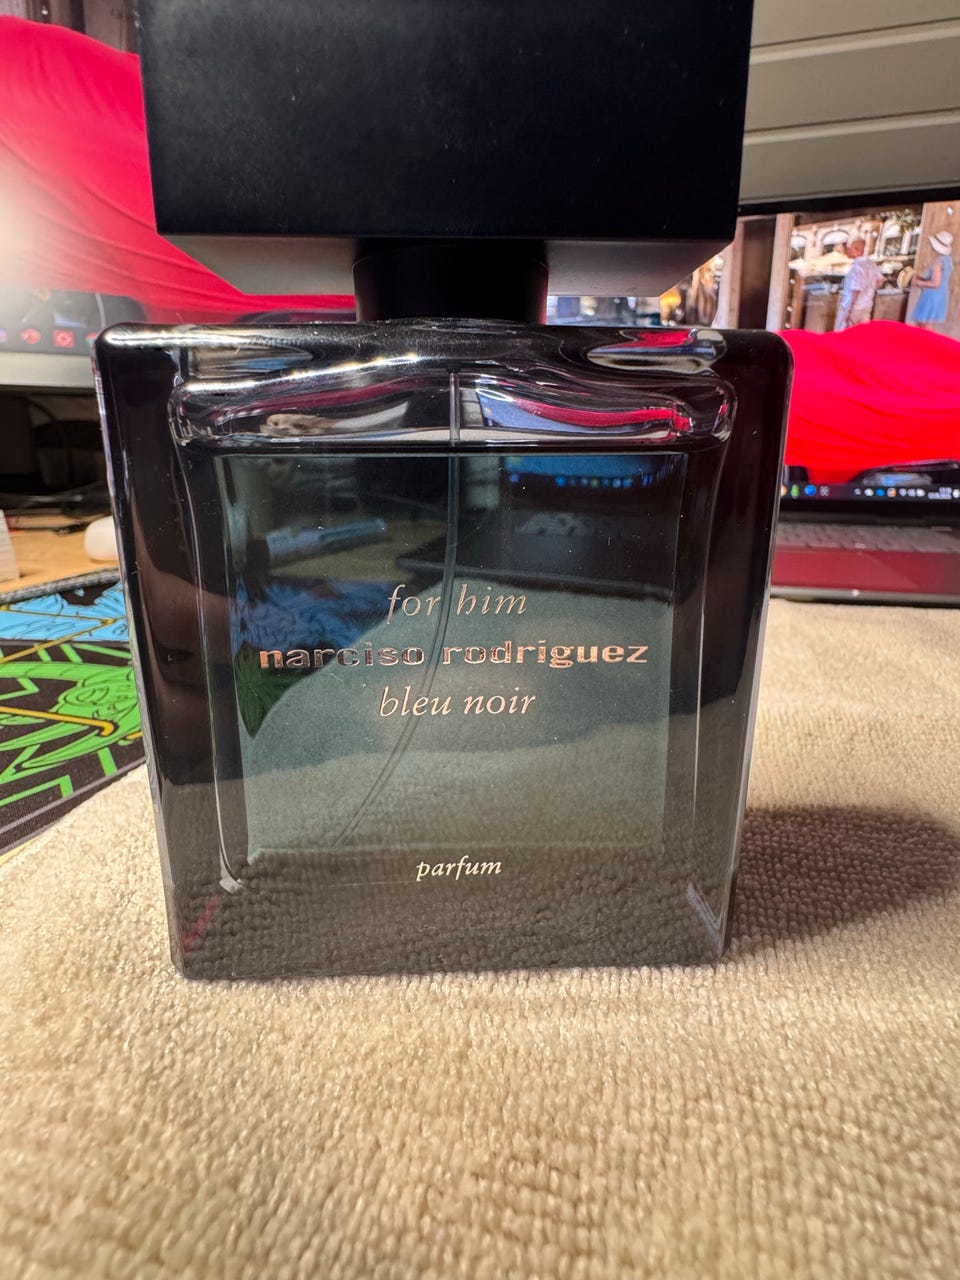 for him
narciso rodriguez
bleu noir
parfum